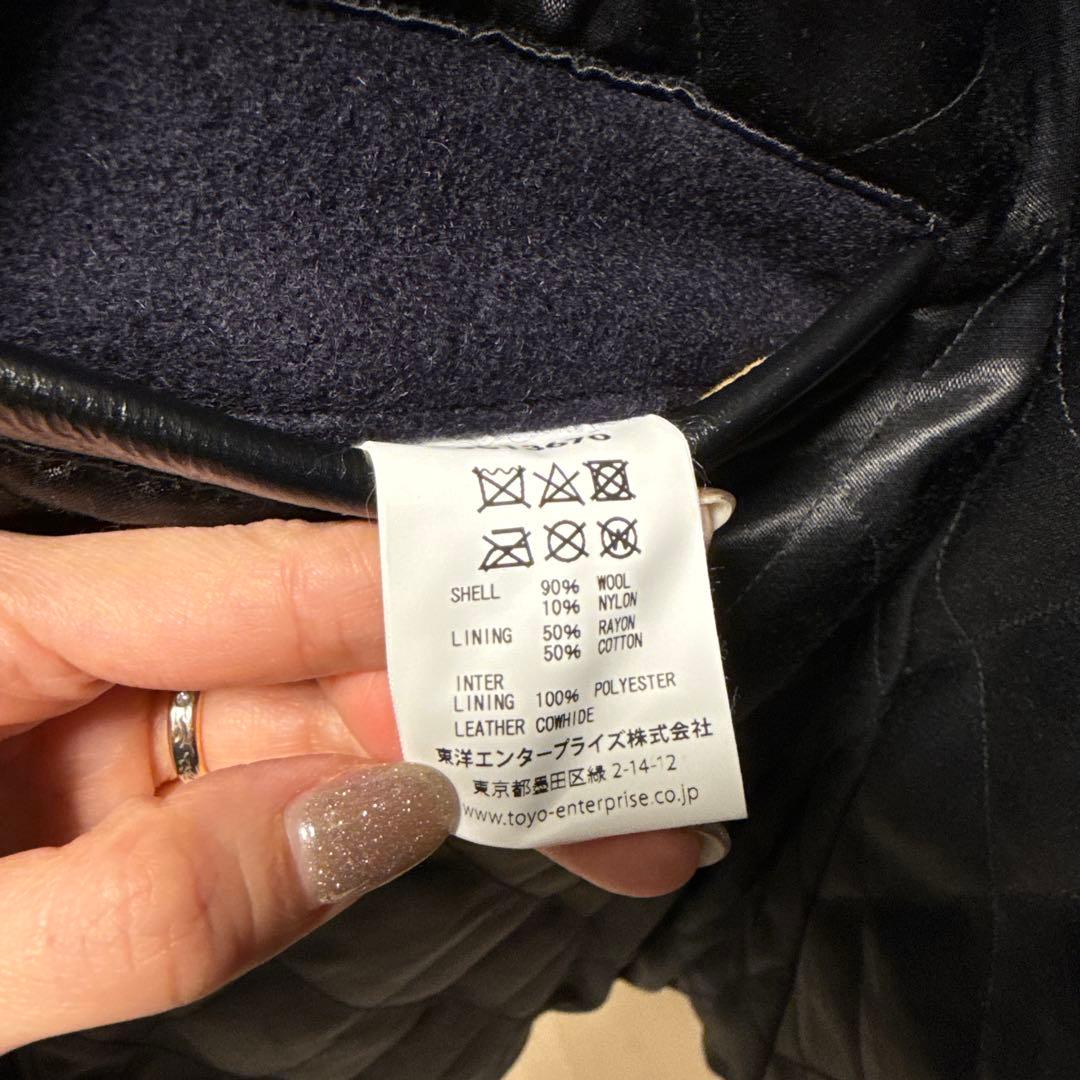 SHELL 90% WOOL
10% NYLON
LINING 50% RAYON
50% COTTON
INTER
LINING 100% POLYESTER
LEATHER COWHIDE
東洋エンタープライズ株式会社
東京都墨田区緑 2-14-12
www.toyo-enterprise.co.jp